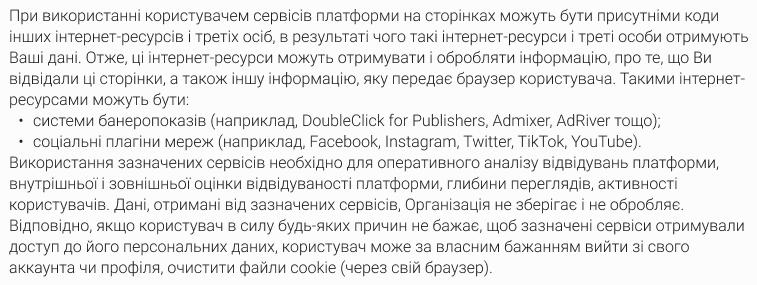 При використанні користувачем сервісів платформи на сторінках можуть бути присутніми коди
інших інтернет-ресурсів і третіх осіб, в результаті чого такі інтернет-ресурси і треті особи отримують
Ваші дані. Отже, ці інтернет-ресурси можуть отримувати і обробляти інформацію, про те, що Ви
відвідали ці сторінки, а також іншу інформацію, яку передає браузер користувача. Такими інтернет-
ресурсами можуть бути:
• системи банеропоказів (наприклад, DoubleClick for Publishers, Admixer, AdRiver тощо);
• соціальні плагіни мереж (наприклад, Facebook, Instagram, Twitter, TikTok, YouTube).
Використання зазначених сервісів необхідно для оперативного аналізу відвідувань платформи,
внутрішньої і зовнішньої оцінки відвідуваності платформи, глибини переглядів, активності
користувачів. Дані, отримані від зазначених сервісів, Організація не зберігає і не обробляє.
Відповідно, якщо користувач в силу будь-яких причин не бажає, щоб зазначені сервіси отримували
доступ до його персональних даних, користувач може за власним бажанням вийти зі свого
аккаунта чи профіля, очистити файли cookie (через свій браузер).